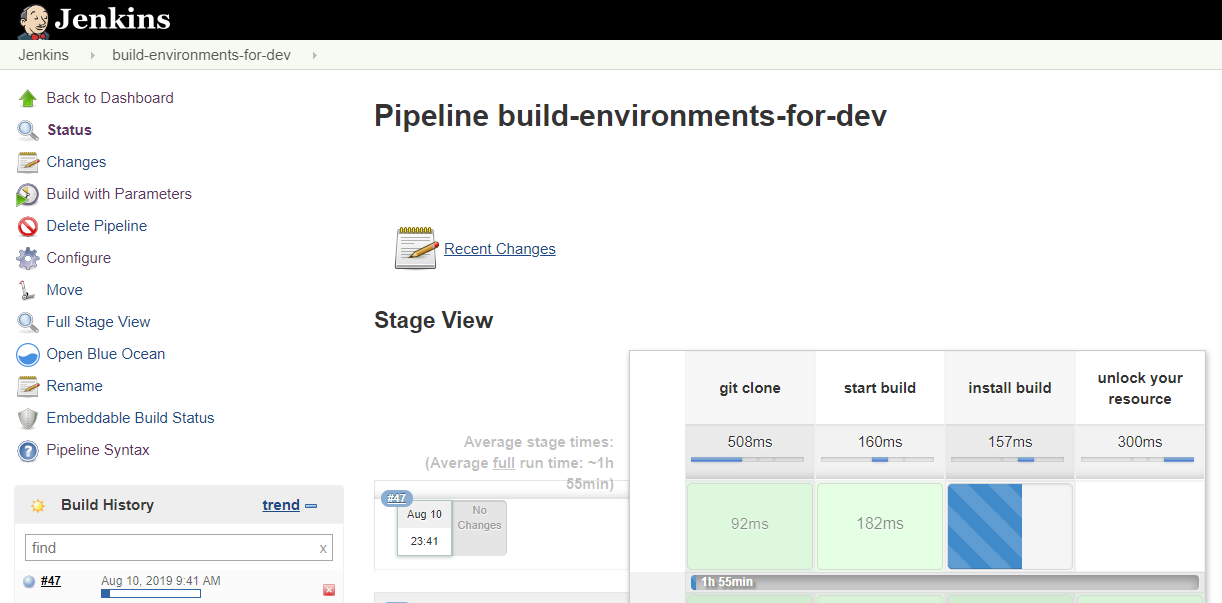 Jenkins
Jenkins
build-environments-for-dev
Back to Dashboard
Status
Changes
Build with Parameters
Delete Pipeline
Configure
Move
Full Stage View
Open Blue Ocean
Rename
Embeddable Build Status
Pipeline Syntax
Build History
trend
find
x
#47
Aug 10, 2019 9:41 AM
Pipeline build-environments-for-dev
Recent Changes
Stage View
git clone
start build
install build
unlock your
resource
Average stage times:
(Average full run time: ~1h
55min)
508ms
160ms
157ms
300ms
#47
Aug 10
23:41
No
Changes
92ms
182ms
1h 55min